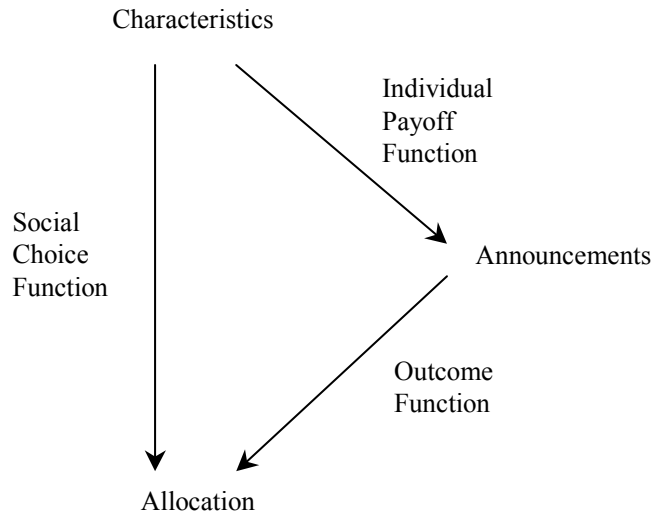 Characteristics
Individual
Payoff
Function
Social
Choice
Function
Announcements
Outcome
Function
Allocation